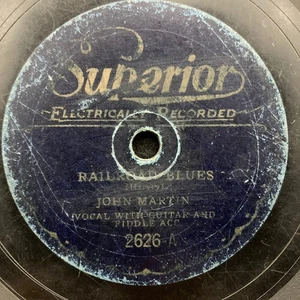 Superior
ELECTRICALLY RECORDED
RAILROAD BLUES
JOHN MARTIN
(VOCAL WITH GUITAR AND
FIDDLE ACC.
2626-A